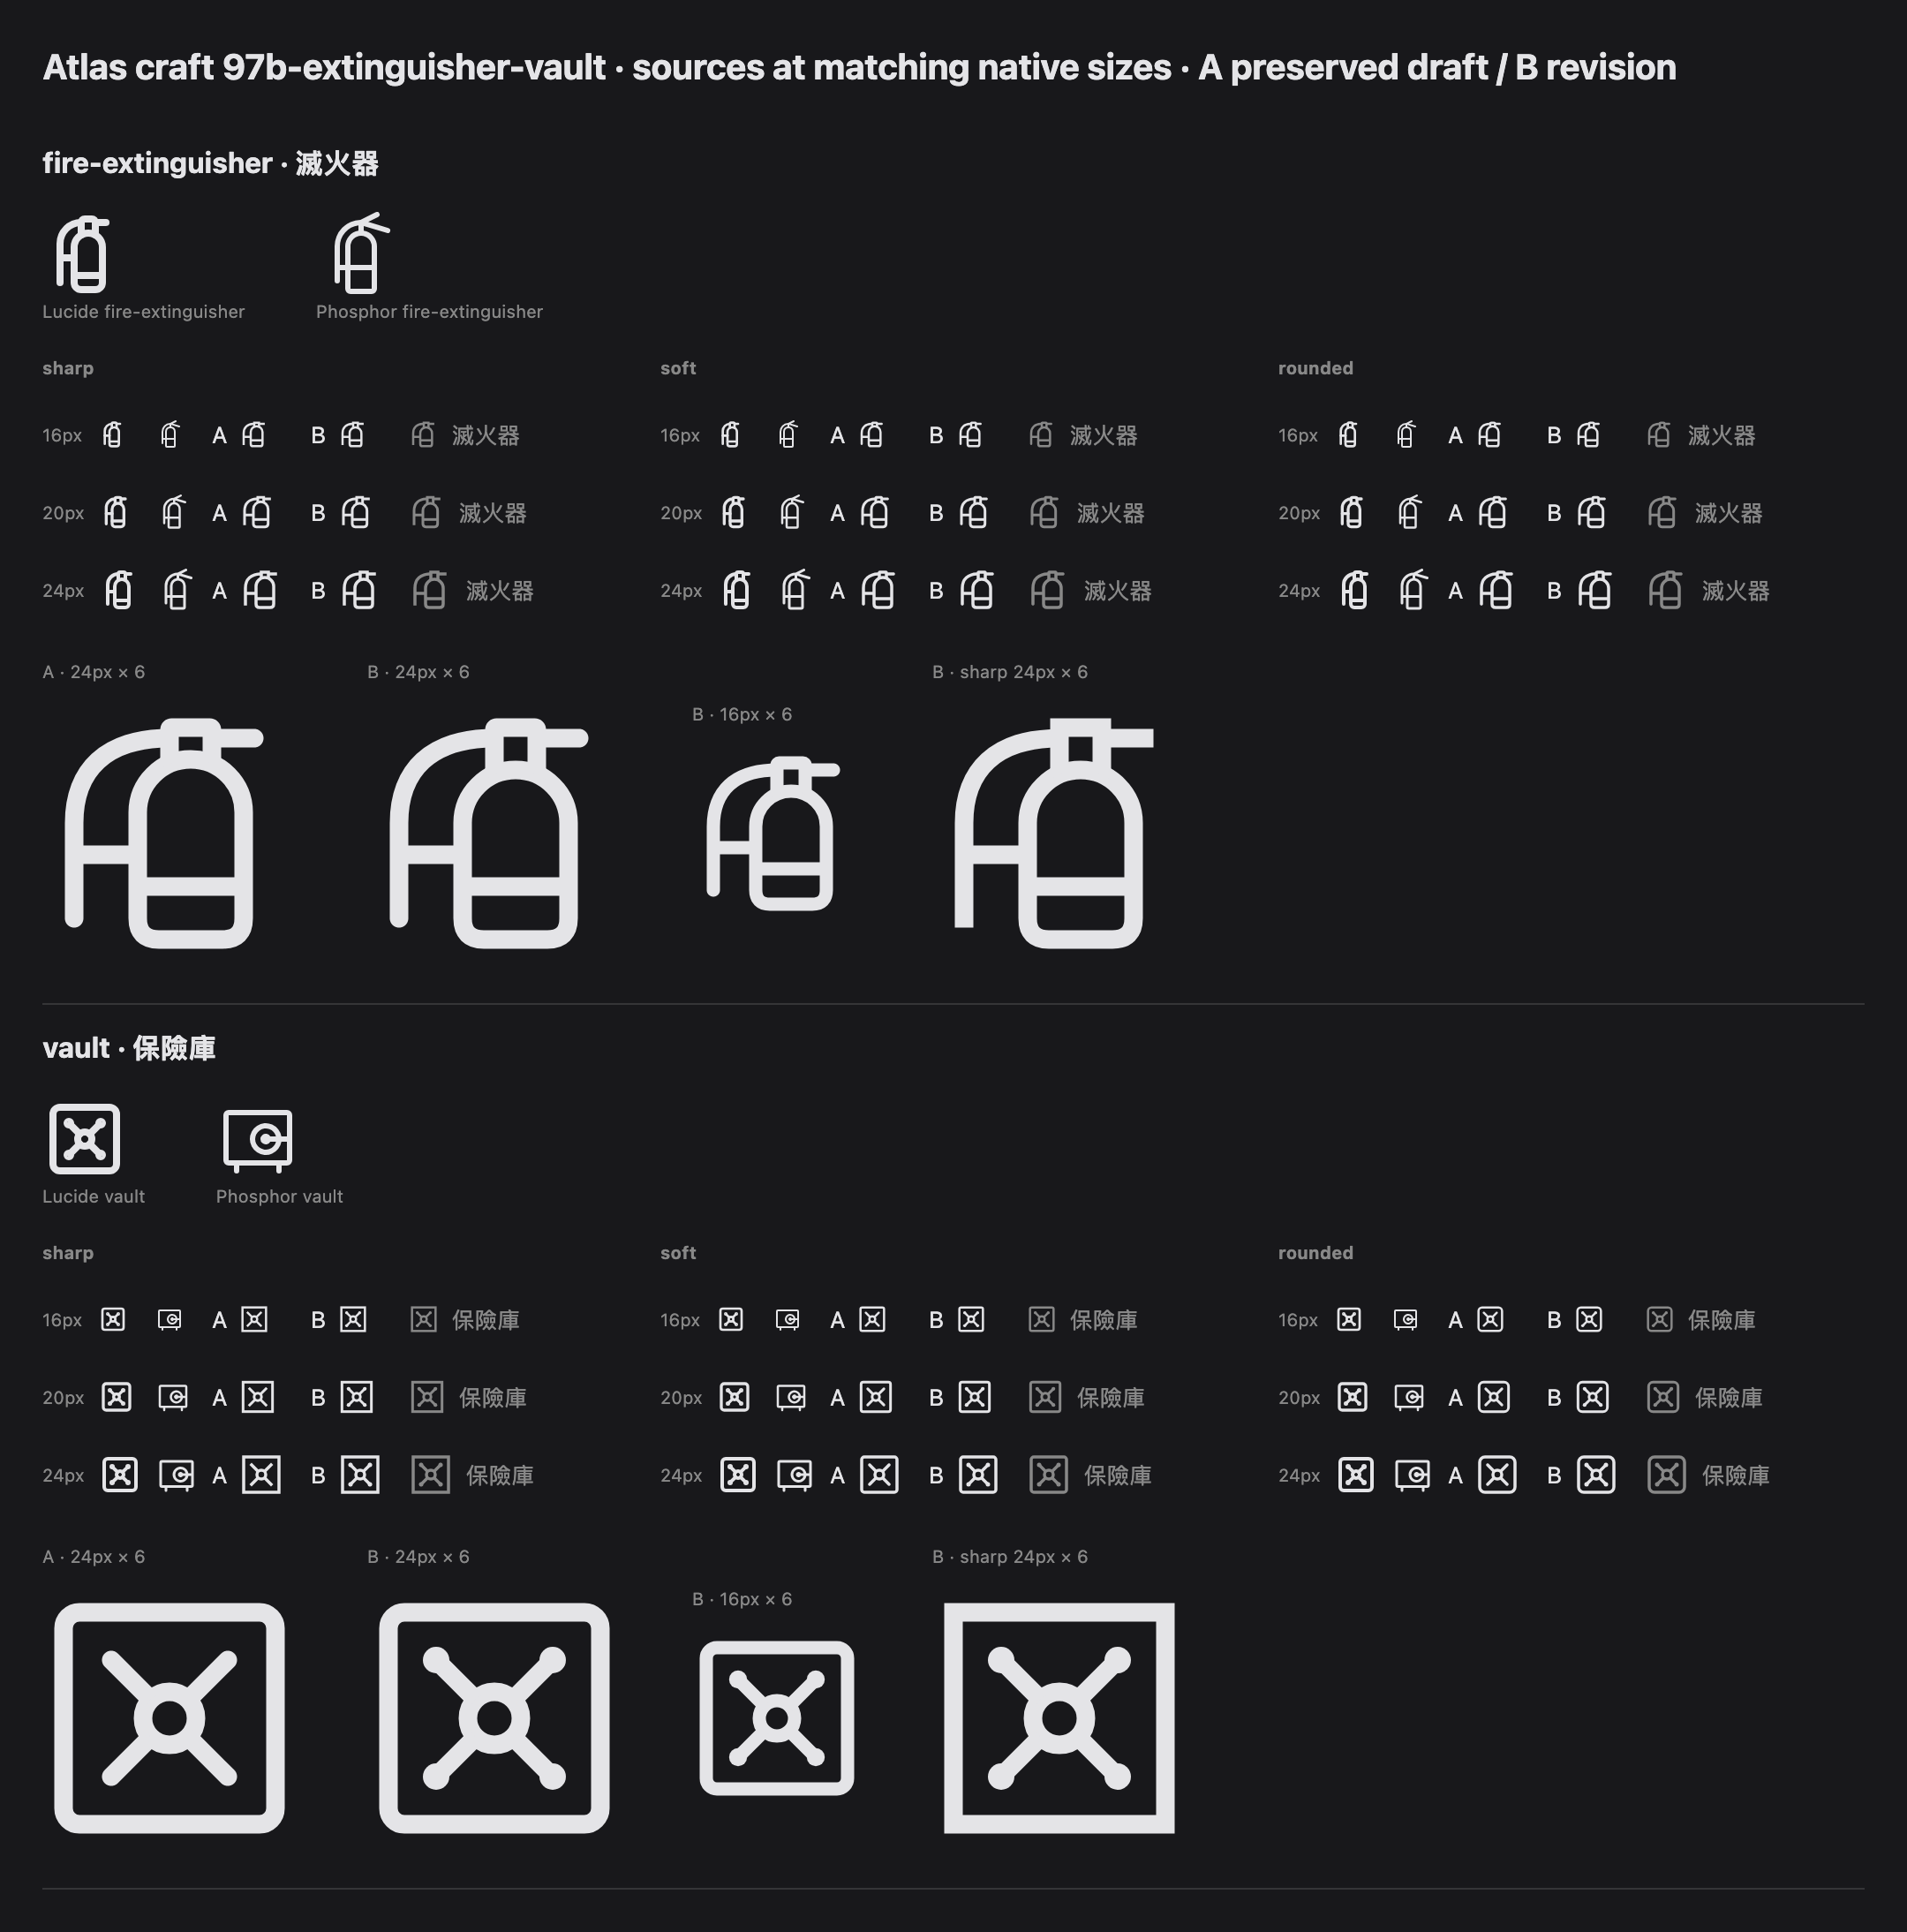 Atlas craft 97b-extinguisher-vault · sources at matching native sizes · A preserved draft / B revision
fire-extinguisher · 滅火器
Lucide fire-extinguisher
Phosphor fire-extinguisher
sharp
soft
rounded
16px A B 滅火器
16px A B 滅火器
16px A B 滅火器
20px A B 滅火器
20px A B 滅火器
20px A B 滅火器
24px A B 滅火器
24px A B 滅火器
24px A B 滅火器
A · 24px × 6
B · 24px × 6
B · 16px × 6
B · sharp 24px × 6
vault · 保險庫
Lucide vault
Phosphor vault
sharp
soft
rounded
16px A B 保險庫
16px A B 保險庫
16px A B 保險庫
20px A B 保險庫
20px A B 保險庫
20px A B 保險庫
24px A B 保險庫
24px A B 保險庫
24px A B 保險庫
A · 24px × 6
B · 24px × 6
B · 16px × 6
B · sharp 24px × 6